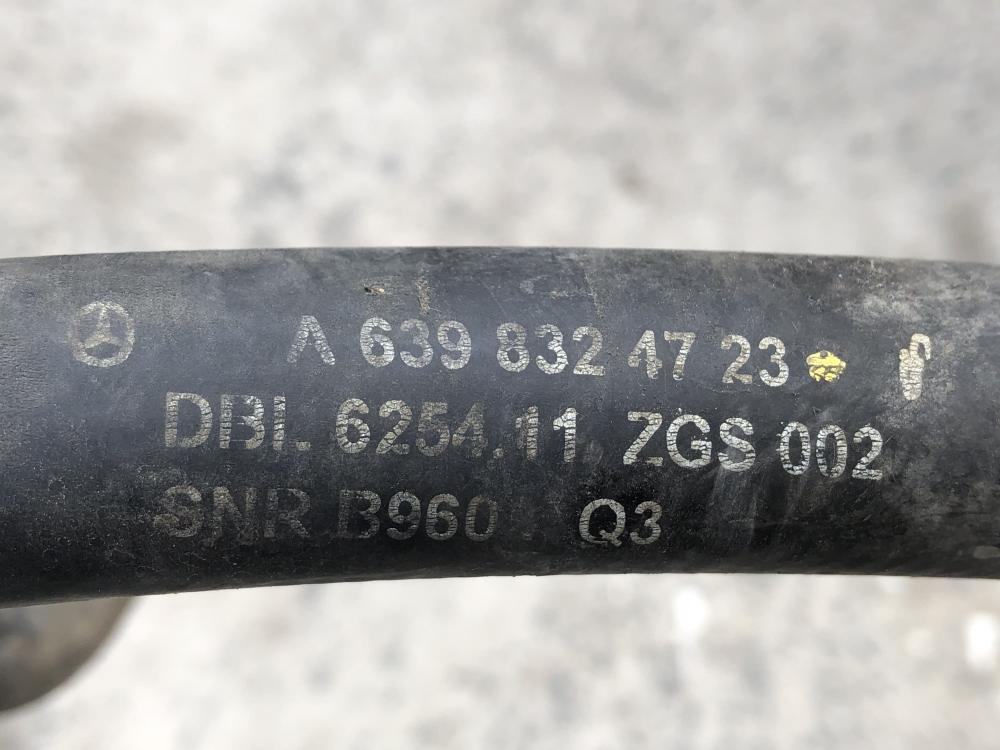 A 639 832 47 23
DBL 6254.11 ZGS 002
SNR B960 Q3